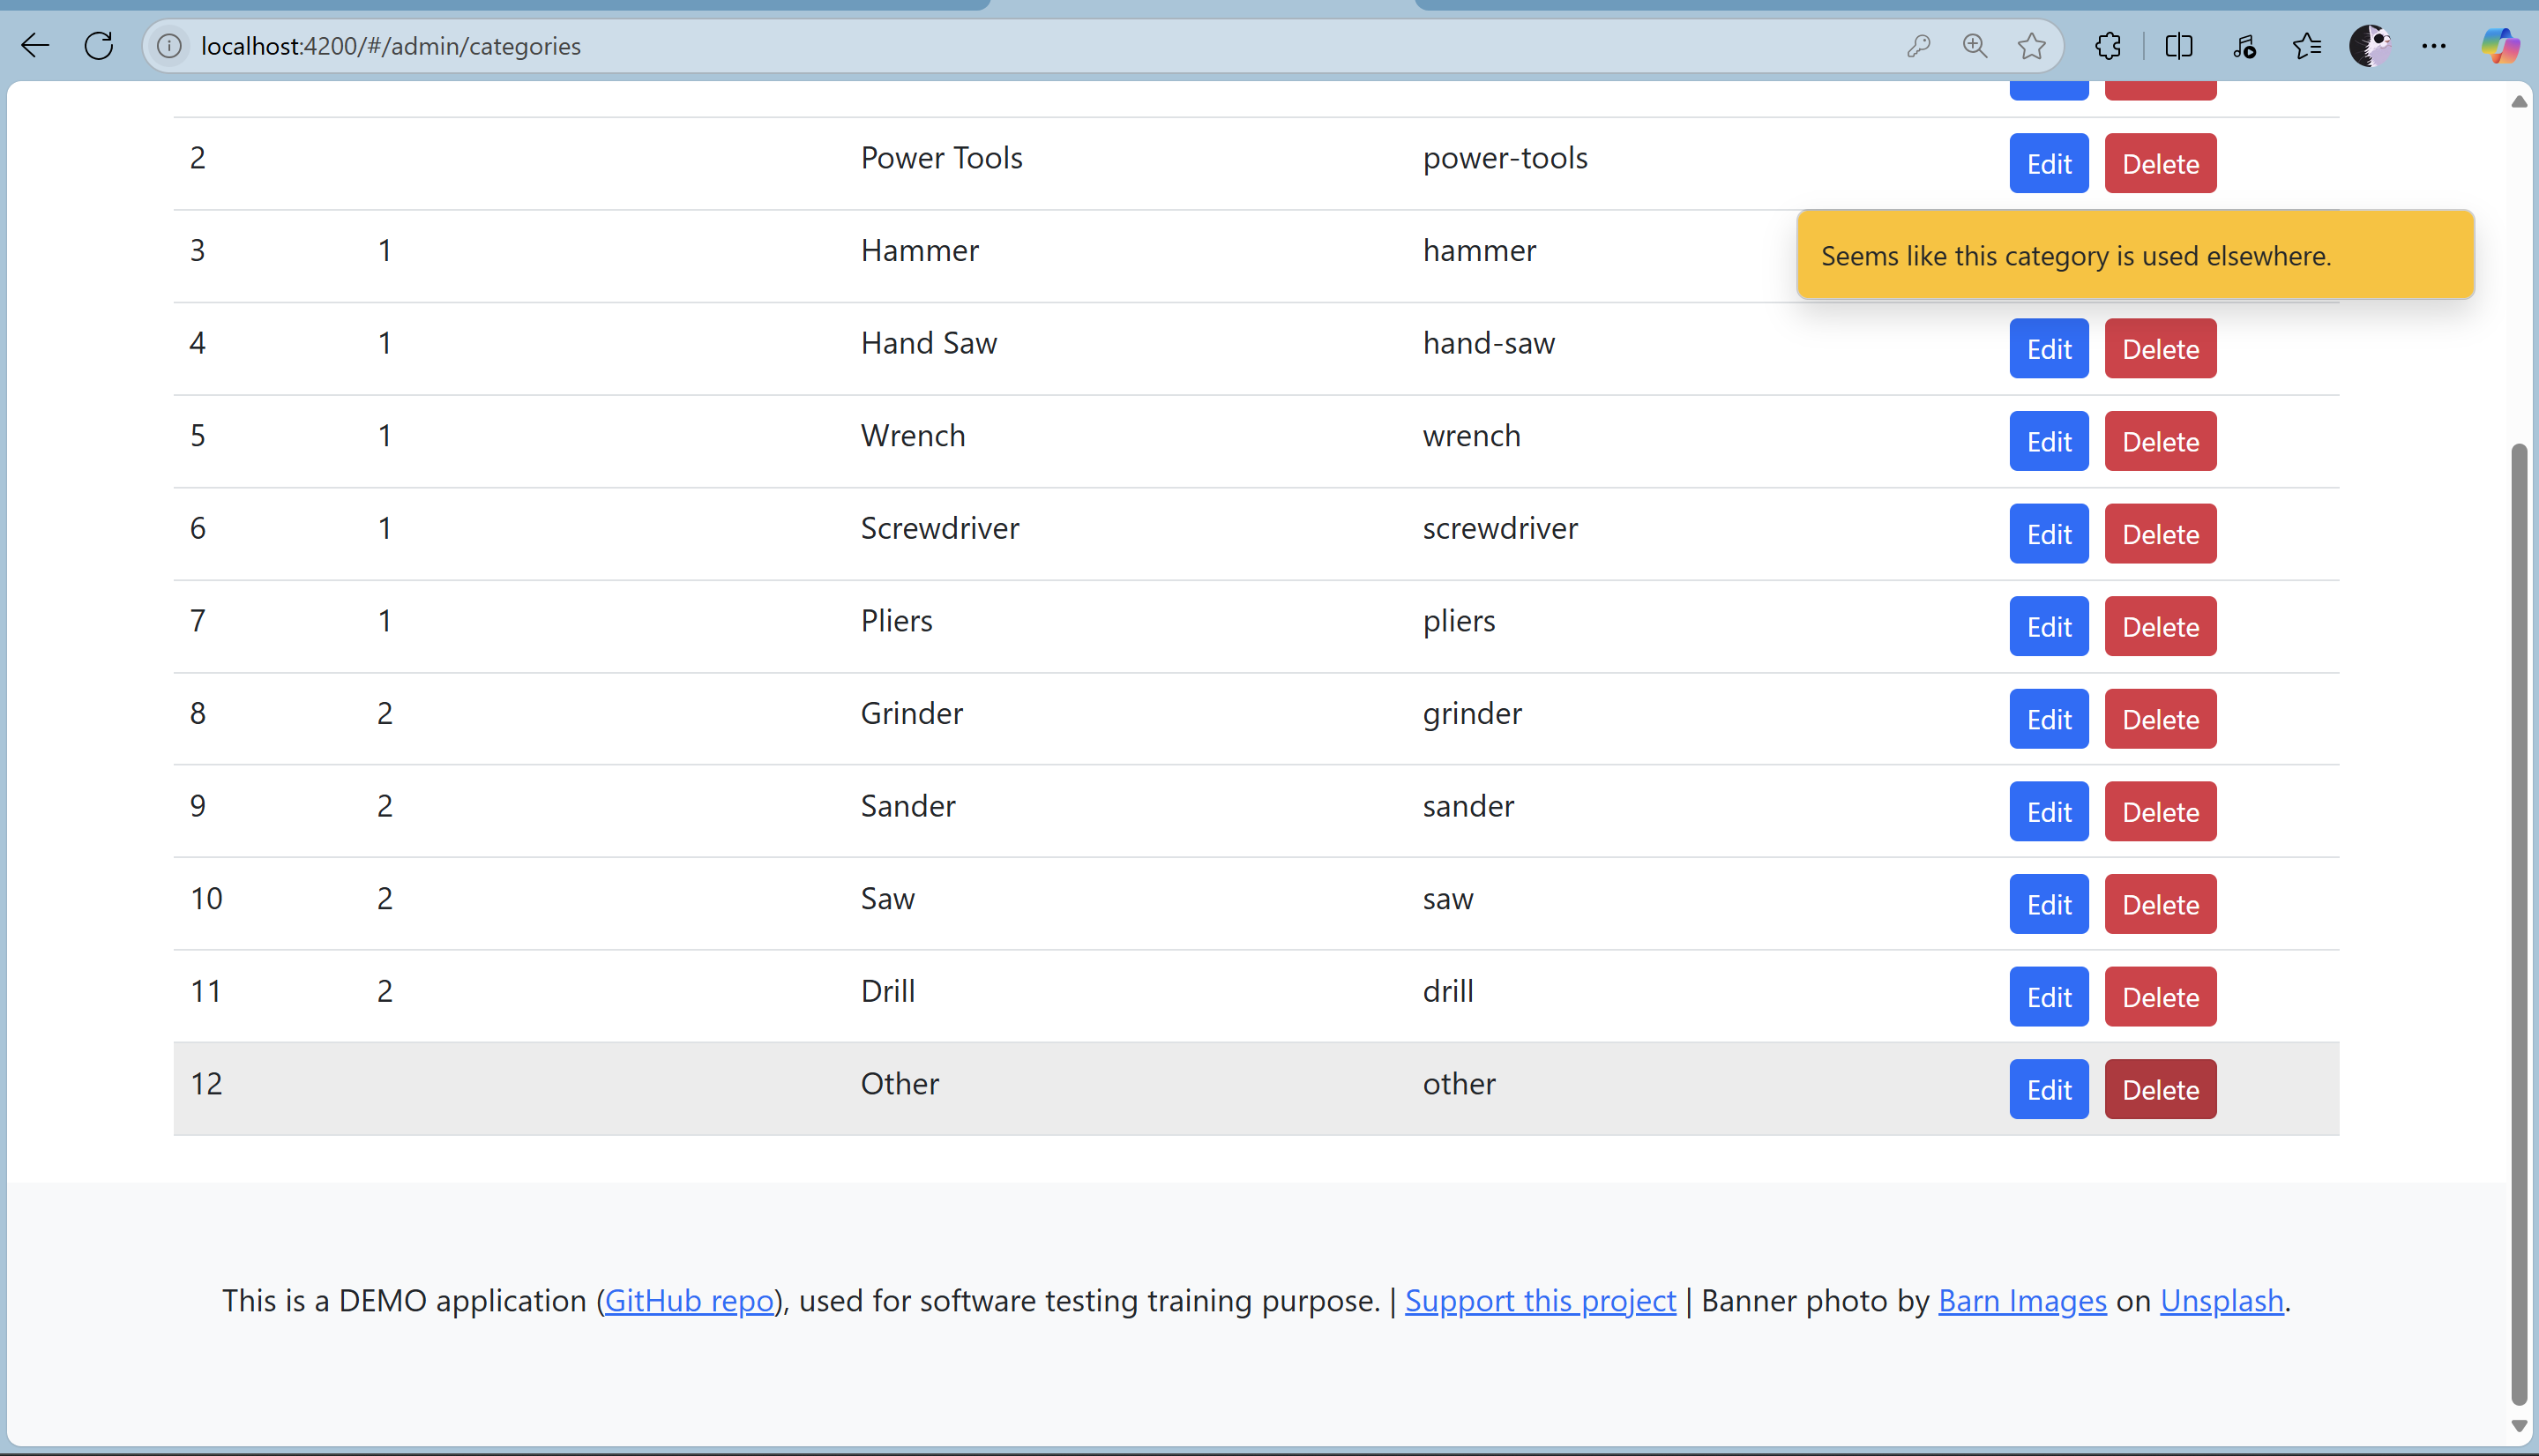 localhost:4200/#/admin/categories
2 Power Tools power-tools Edit Delete
3 1 Hammer hammer
Seems like this category is used elsewhere.
4 1 Hand Saw hand-saw Edit Delete
5 1 Wrench wrench Edit Delete
6 1 Screwdriver screwdriver Edit Delete
7 1 Pliers pliers Edit Delete
8 2 Grinder grinder Edit Delete
9 2 Sander sander Edit Delete
10 2 Saw saw Edit Delete
11 2 Drill drill Edit Delete
12 Other other Edit Delete
This is a DEMO application (GitHub repo), used for software testing training purpose. | Support this project | Banner photo by Barn Images on Unsplash.